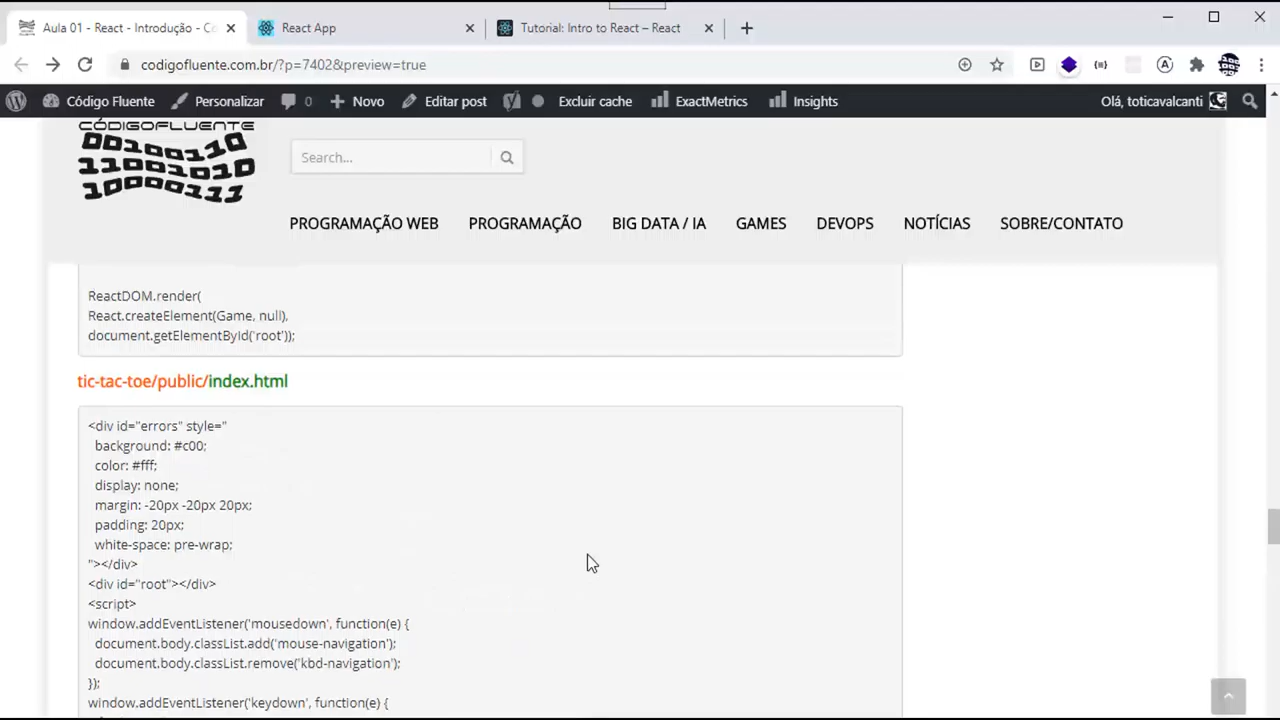 Aula 01 - React - Introdução - Co
React App
Tutorial: Intro to React – React
codigofluente.com.br/?p=7402&preview=true
Código Fluente
Personalizar
0
Novo
Editar post
Excluir cache
ExactMetrics
Insights
Olá, toticavalcanti
CÓDIGOFLUENTE
00100110
11001010
10000111
Search...
PROGRAMAÇÃO WEB
PROGRAMAÇÃO
BIG DATA / IA
GAMES
DEVOPS
NOTÍCIAS
SOBRE/CONTATO
ReactDOM.render(
React.createElement(Game, null),
document.getElementById('root'));
tic-tac-toe/public/index.html
<div id="errors" style="
background: #c00;
color: #fff;
display: none;
margin: -20px -20px 20px;
padding: 20px;
white-space: pre-wrap;
"></div>
<div id="root"></div>
<script>
window.addEventListener('mousedown', function(e) {
document.body.classList.add('mouse-navigation');
document.body.classList.remove('kbd-navigation');
});
window.addEventListener('keydown', function(e) {